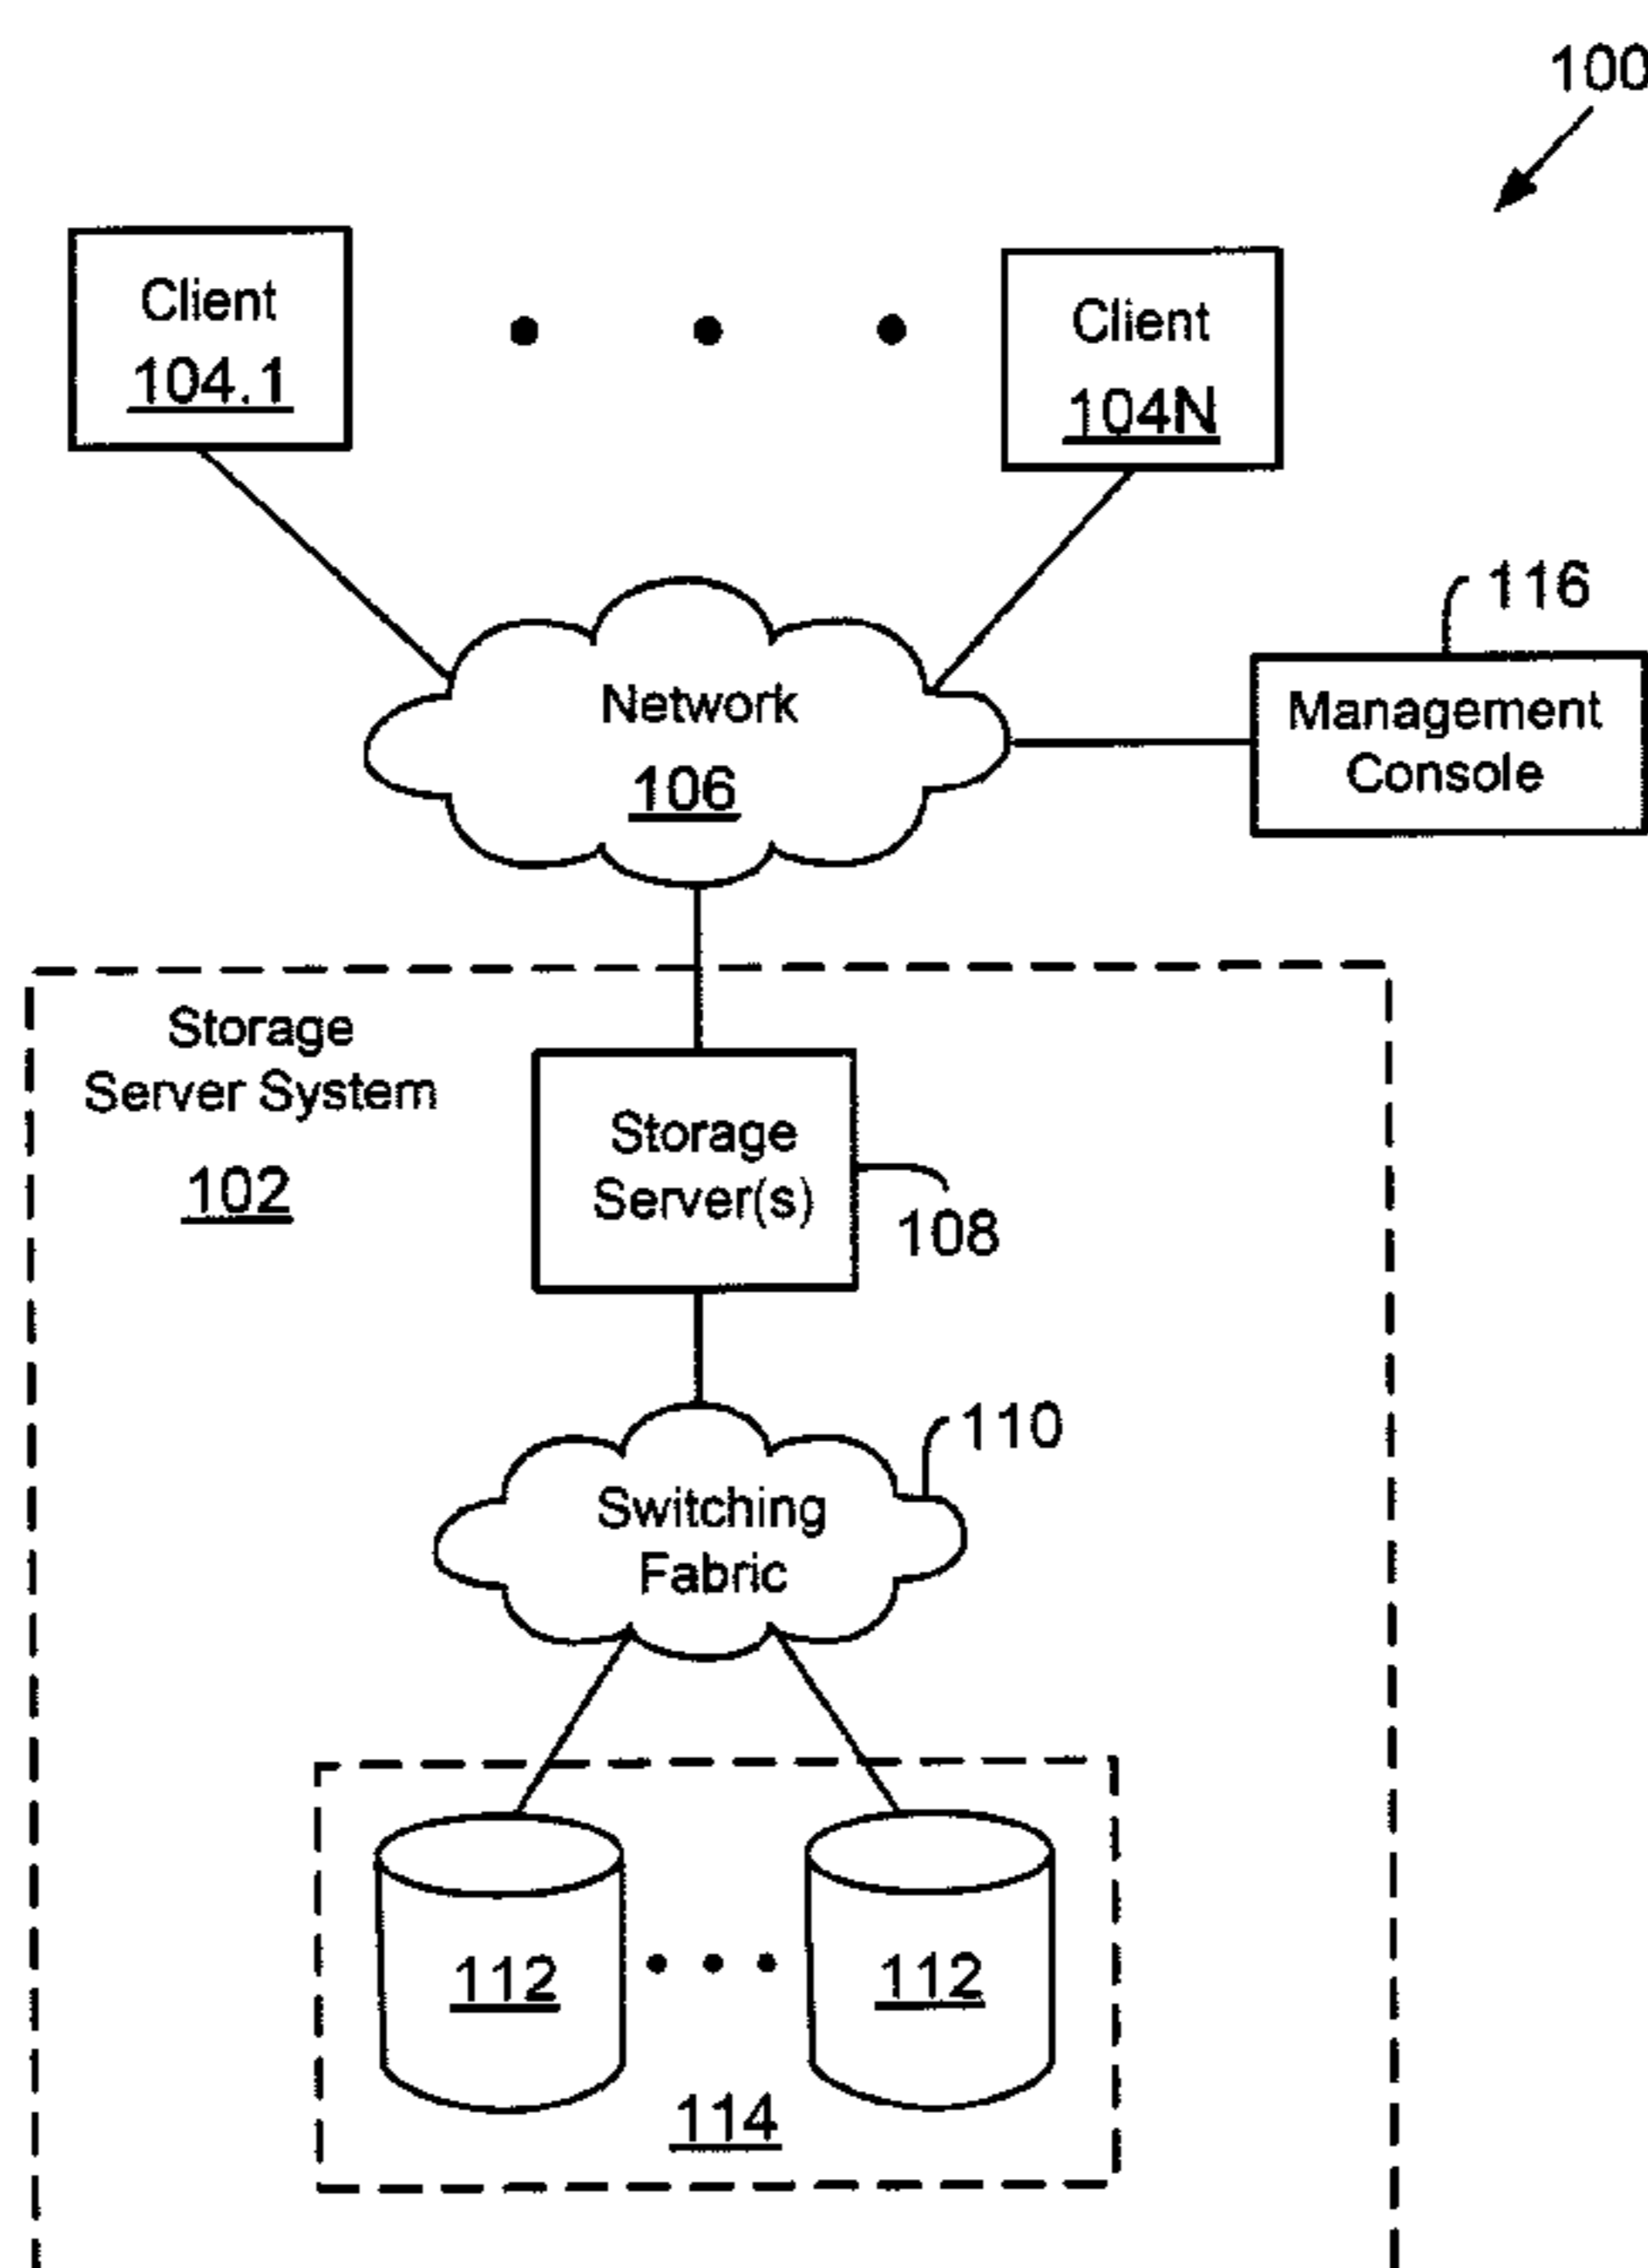 100
Client
104.1
Client
104N
116
Network
106
Management
Console
Storage
Server System
102
Storage
Server(s)
108
110
Switching
Fabric
112
112
114